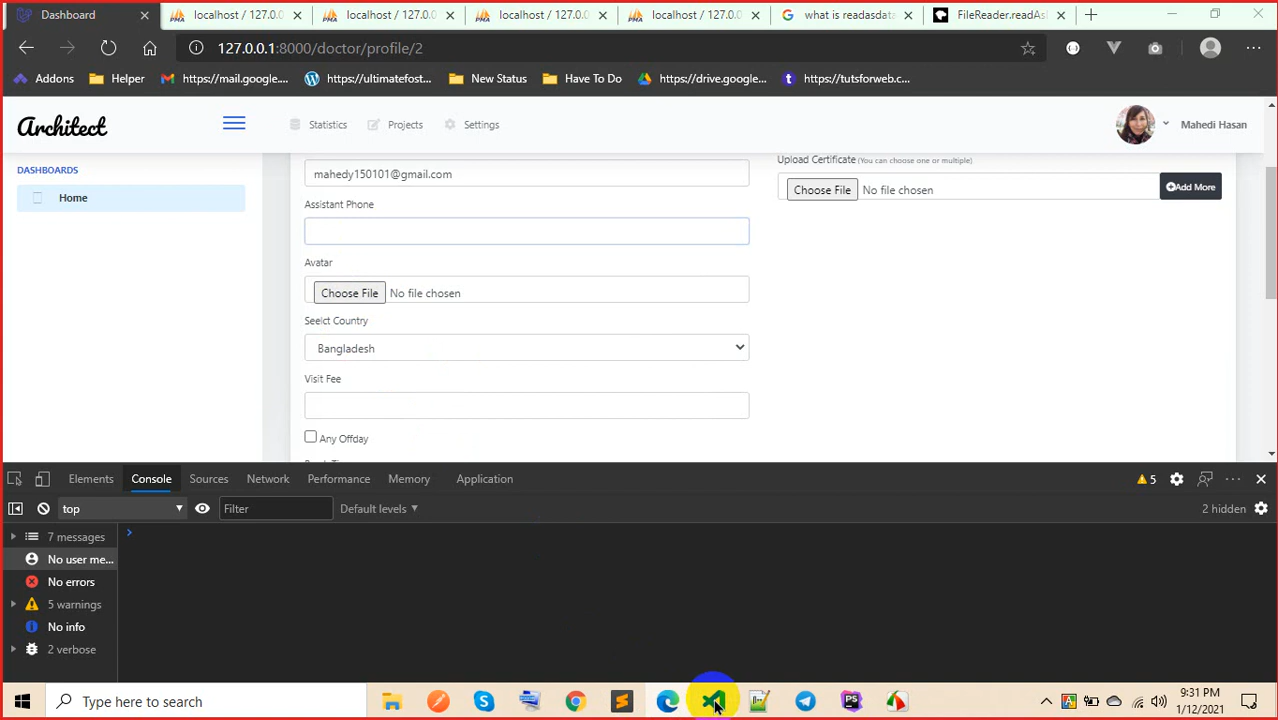 Dashboard
localhost / 127.0.0.
localhost / 127.0.0.
localhost / 127.0.0.
localhost / 127.0.0.
what is readasdata
FileReader.readAs
127.0.0.1:8000/doctor/profile/2
Addons
Helper
https://mail.google....
https://ultimatefost...
New Status
Have To Do
https://drive.google...
https://tutsforweb.c...
Architect
Statistics
Projects
Settings
Mahedi Hasan
DASHBOARDS
Home
mahedy150101@gmail.com
Assistant Phone
Avatar
Choose File No file chosen
Seelct Country
Bangladesh
Visit Fee
Any Offday
Upload Certificate (You can choose one or multiple)
Choose File No file chosen
Add More
Elements Console Sources Network Performance Memory Application
5
top
Filter
Default levels
2 hidden
7 messages
No user me...
No errors
5 warnings
No info
2 verbose
Type here to search
PS
9:31 PM
1/12/2021